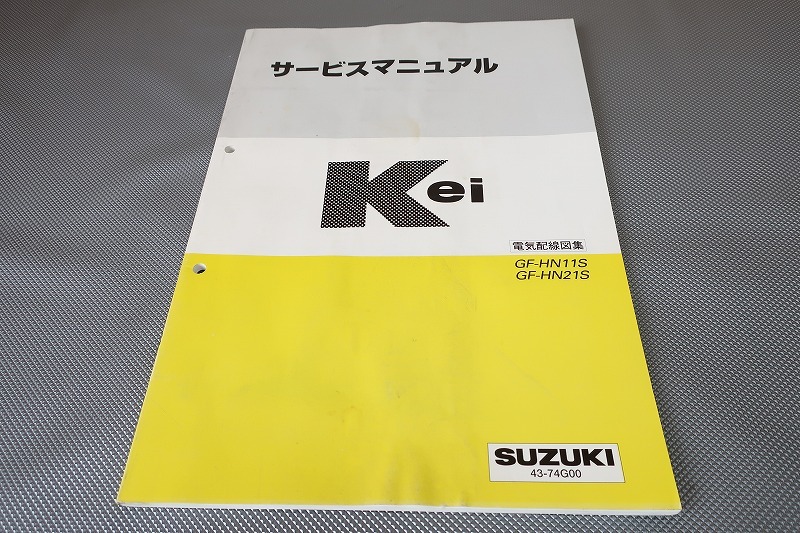 サービスマニュアル
Kei
電気配線図集
GF-HN11S
GF-HN21S
SUZUKI
43-74G00